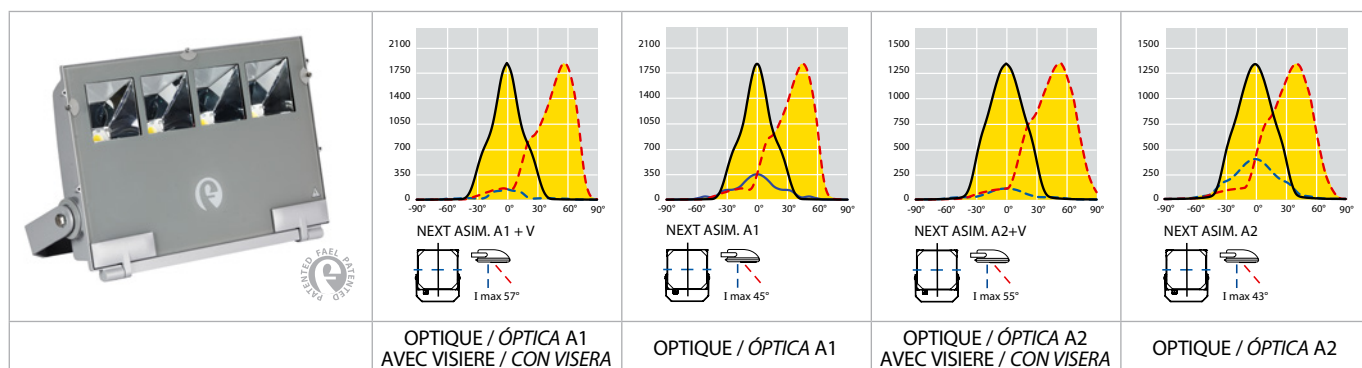 PATENTED FAEL PATENTED
2100
1750
1400
1050
700
350
0
-90° -60° -30° 0° 30° 60° 90°
NEXT ASIM. A1 + V
I max 57°
2100
1750
1400
1050
700
350
0
-90° -60° -30° 0° 30° 60° 90°
NEXT ASIM. A1
I max 45°
1500
1250
1000
750
500
250
0
-90° -60° -30° 0° 30° 60° 90°
NEXT ASIM. A2+V
I max 55°
1500
1250
1000
750
500
250
0
-90° -60° -30° 0° 30° 60° 90°
NEXT ASIM. A2
I max 43°
OPTIQUE / ÓPTICA A1
AVEC VISIERE / CON VISERA
OPTIQUE / ÓPTICA A1
OPTIQUE / ÓPTICA A2
AVEC VISIERE / CON VISERA
OPTIQUE / ÓPTICA A2